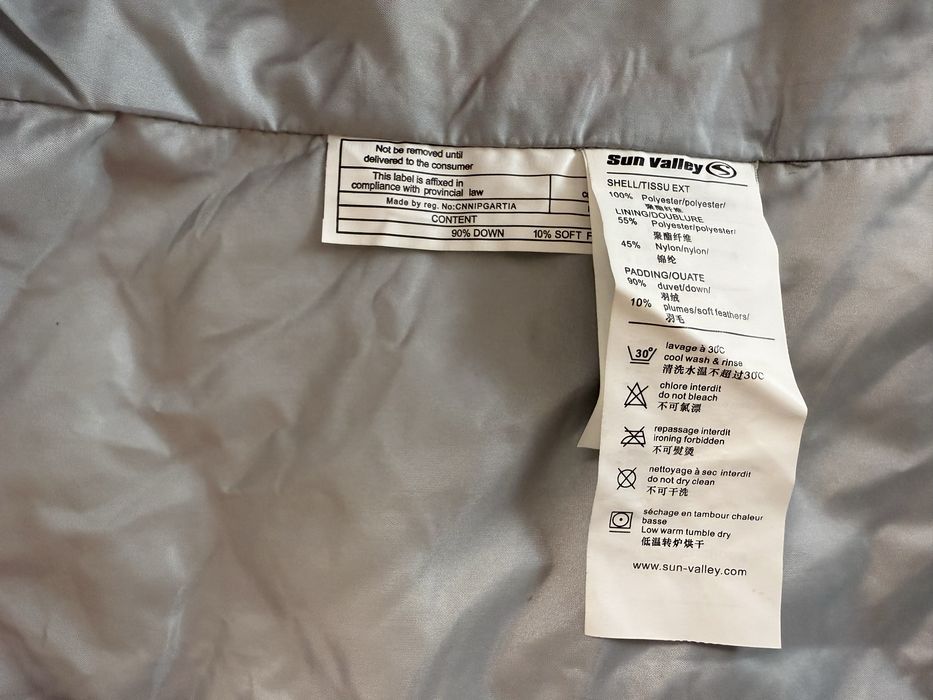 Not be removed until
delivered to the consumer
This label is affixed in
compliance with provincial law
Made by reg. No:CNNIPGARTIA
CONTENT
90% DOWN 10% SOFT
Sun Valley
SHELL/TISSU EXT
100% Polyester/polyester/
聚酯纤维
LINING/DOUBLURE
55% Polyester/polyester/
聚酯纤维
45% Nylon/nylon/
锦纶
PADDING/OUATE
90% duvet/down/
羽绒
10% plumes/soft feathers/
羽毛
30° lavage à 30℃
cool wash & rinse
清洗水温不超过30℃
chlore interdit
do not bleach
不可氯漂
repassage interdit
ironing forbidden
不可熨烫
nettoyage à sec interdit
do not dry clean
不可干洗
séchage en tambour chaleur
basse
Low warm tumble dry
低温转炉烘干
www.sun-valley.com